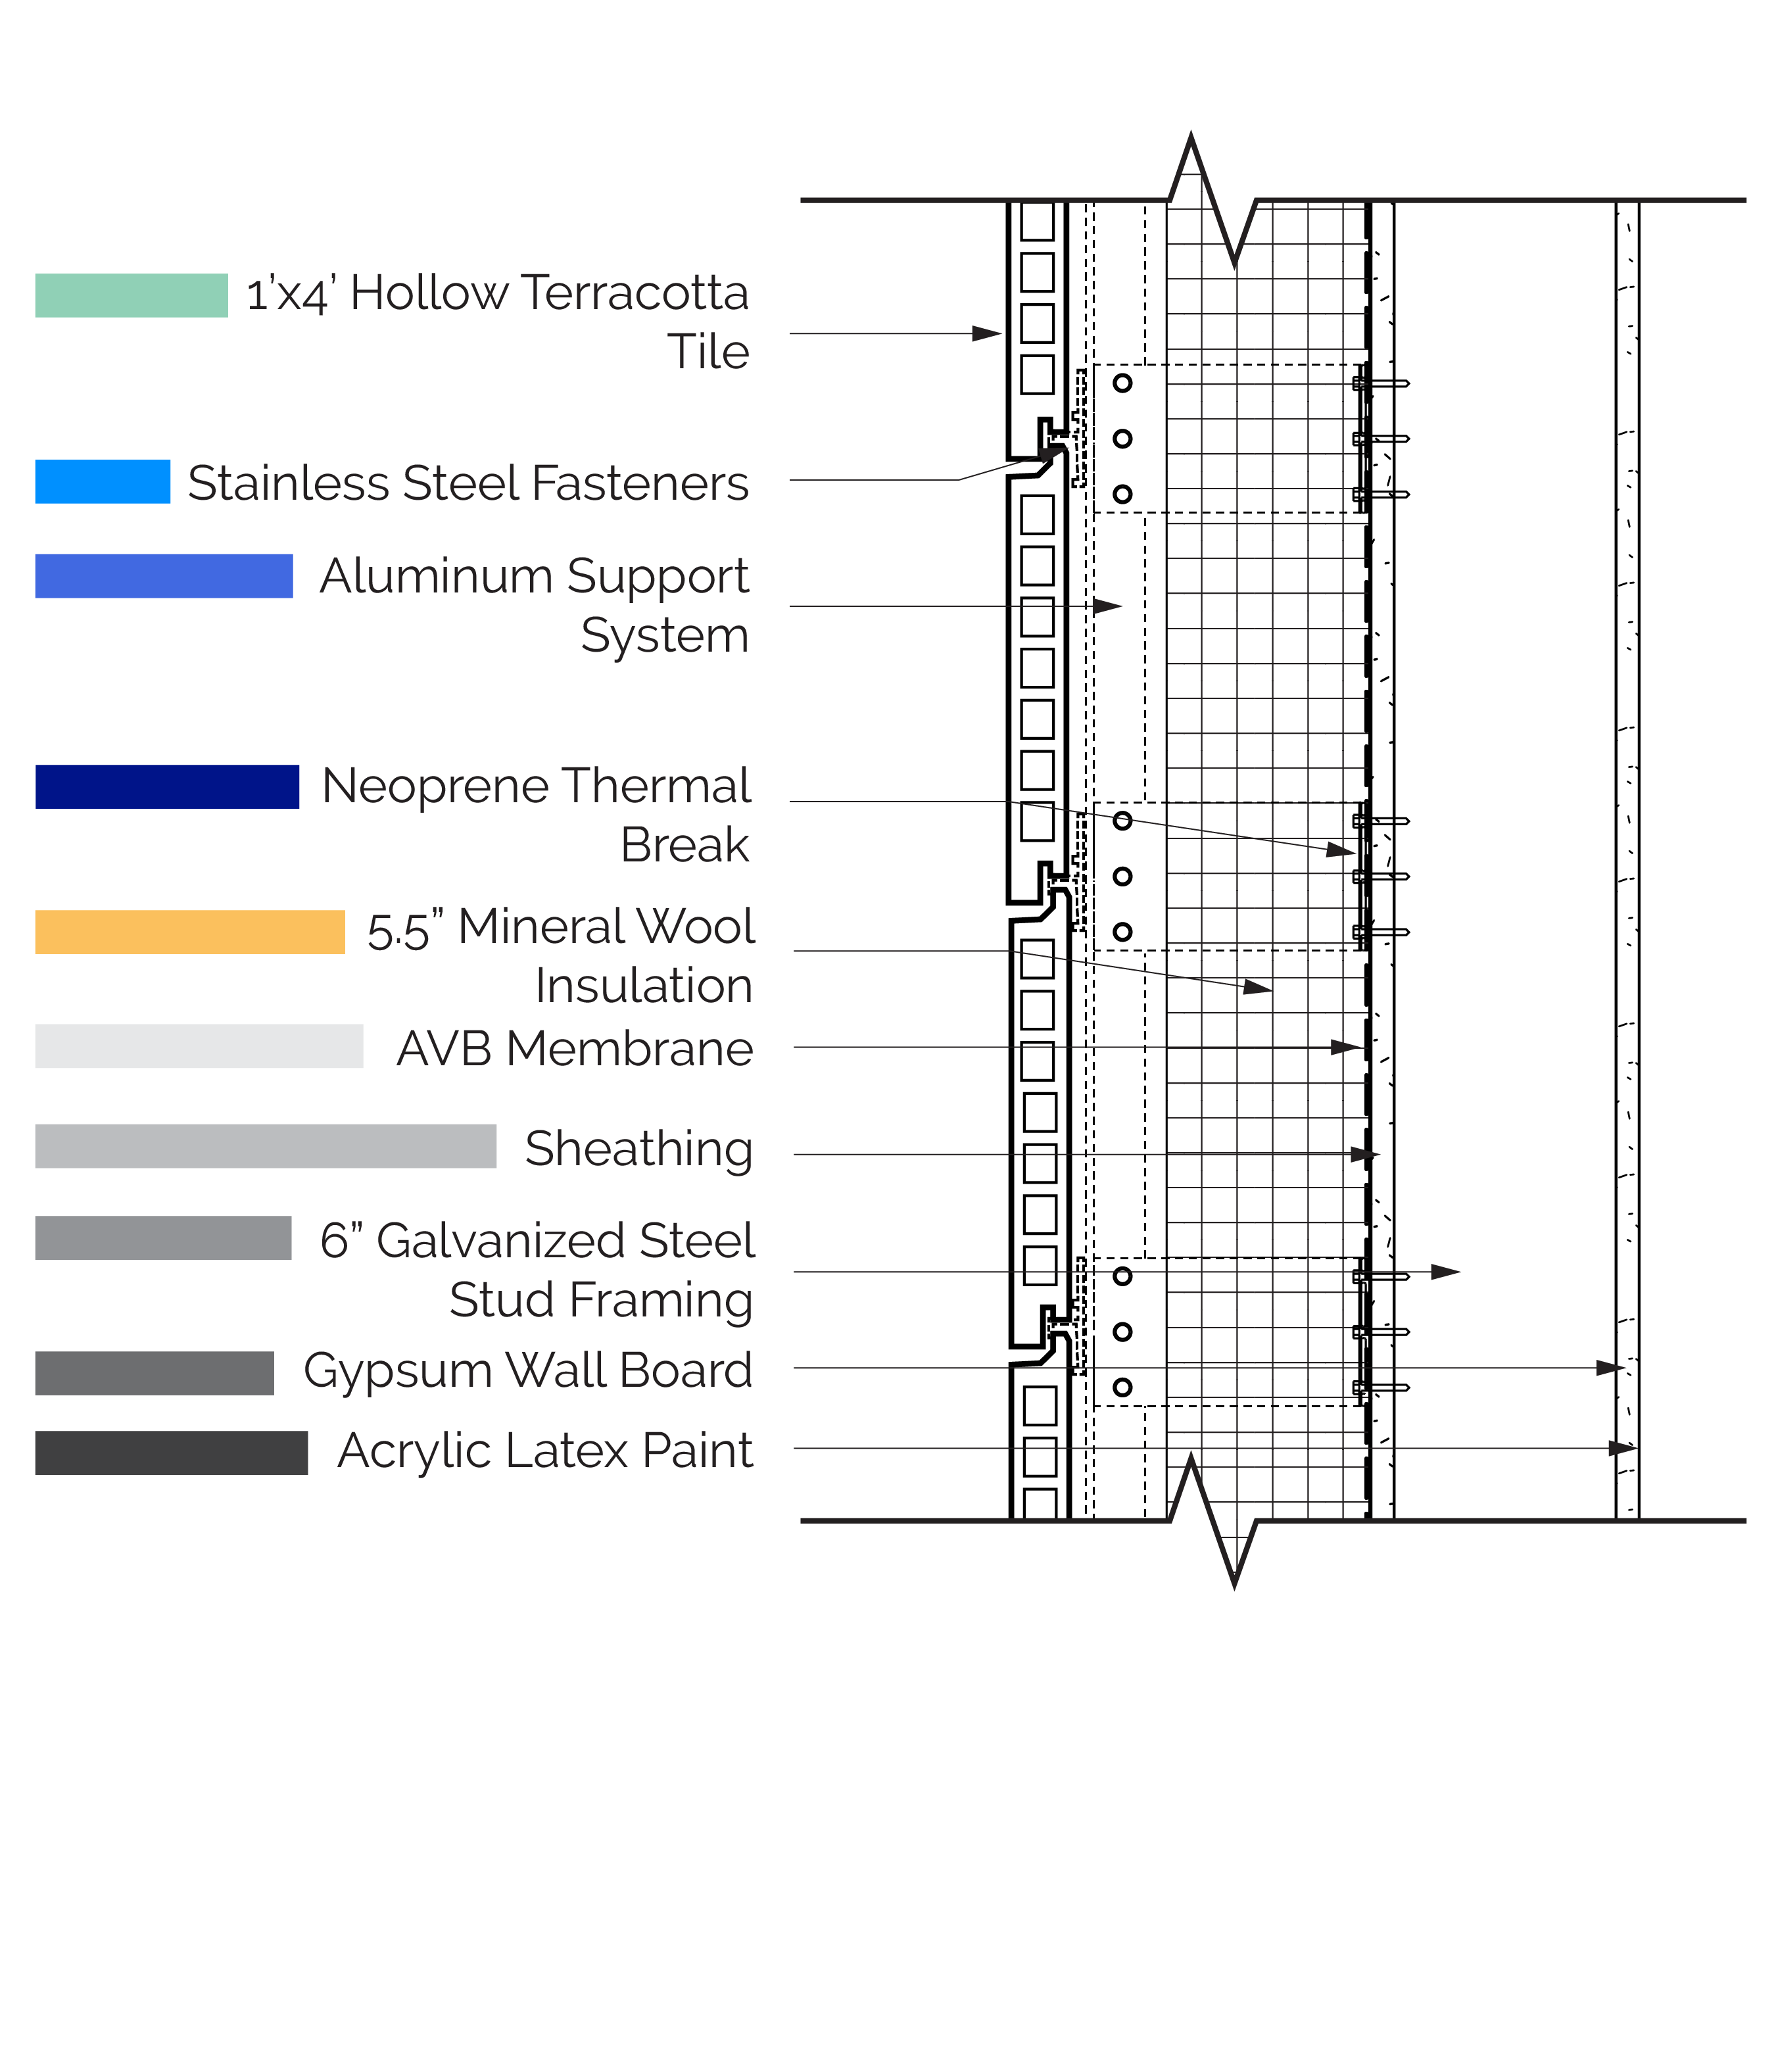 1’x4’ Hollow Terracotta
Tile
Stainless Steel Fasteners
Aluminum Support
System
Neoprene Thermal
Break
5.5” Mineral Wool
Insulation
AVB Membrane
Sheathing
6” Galvanized Steel
Stud Framing
Gypsum Wall Board
Acrylic Latex Paint